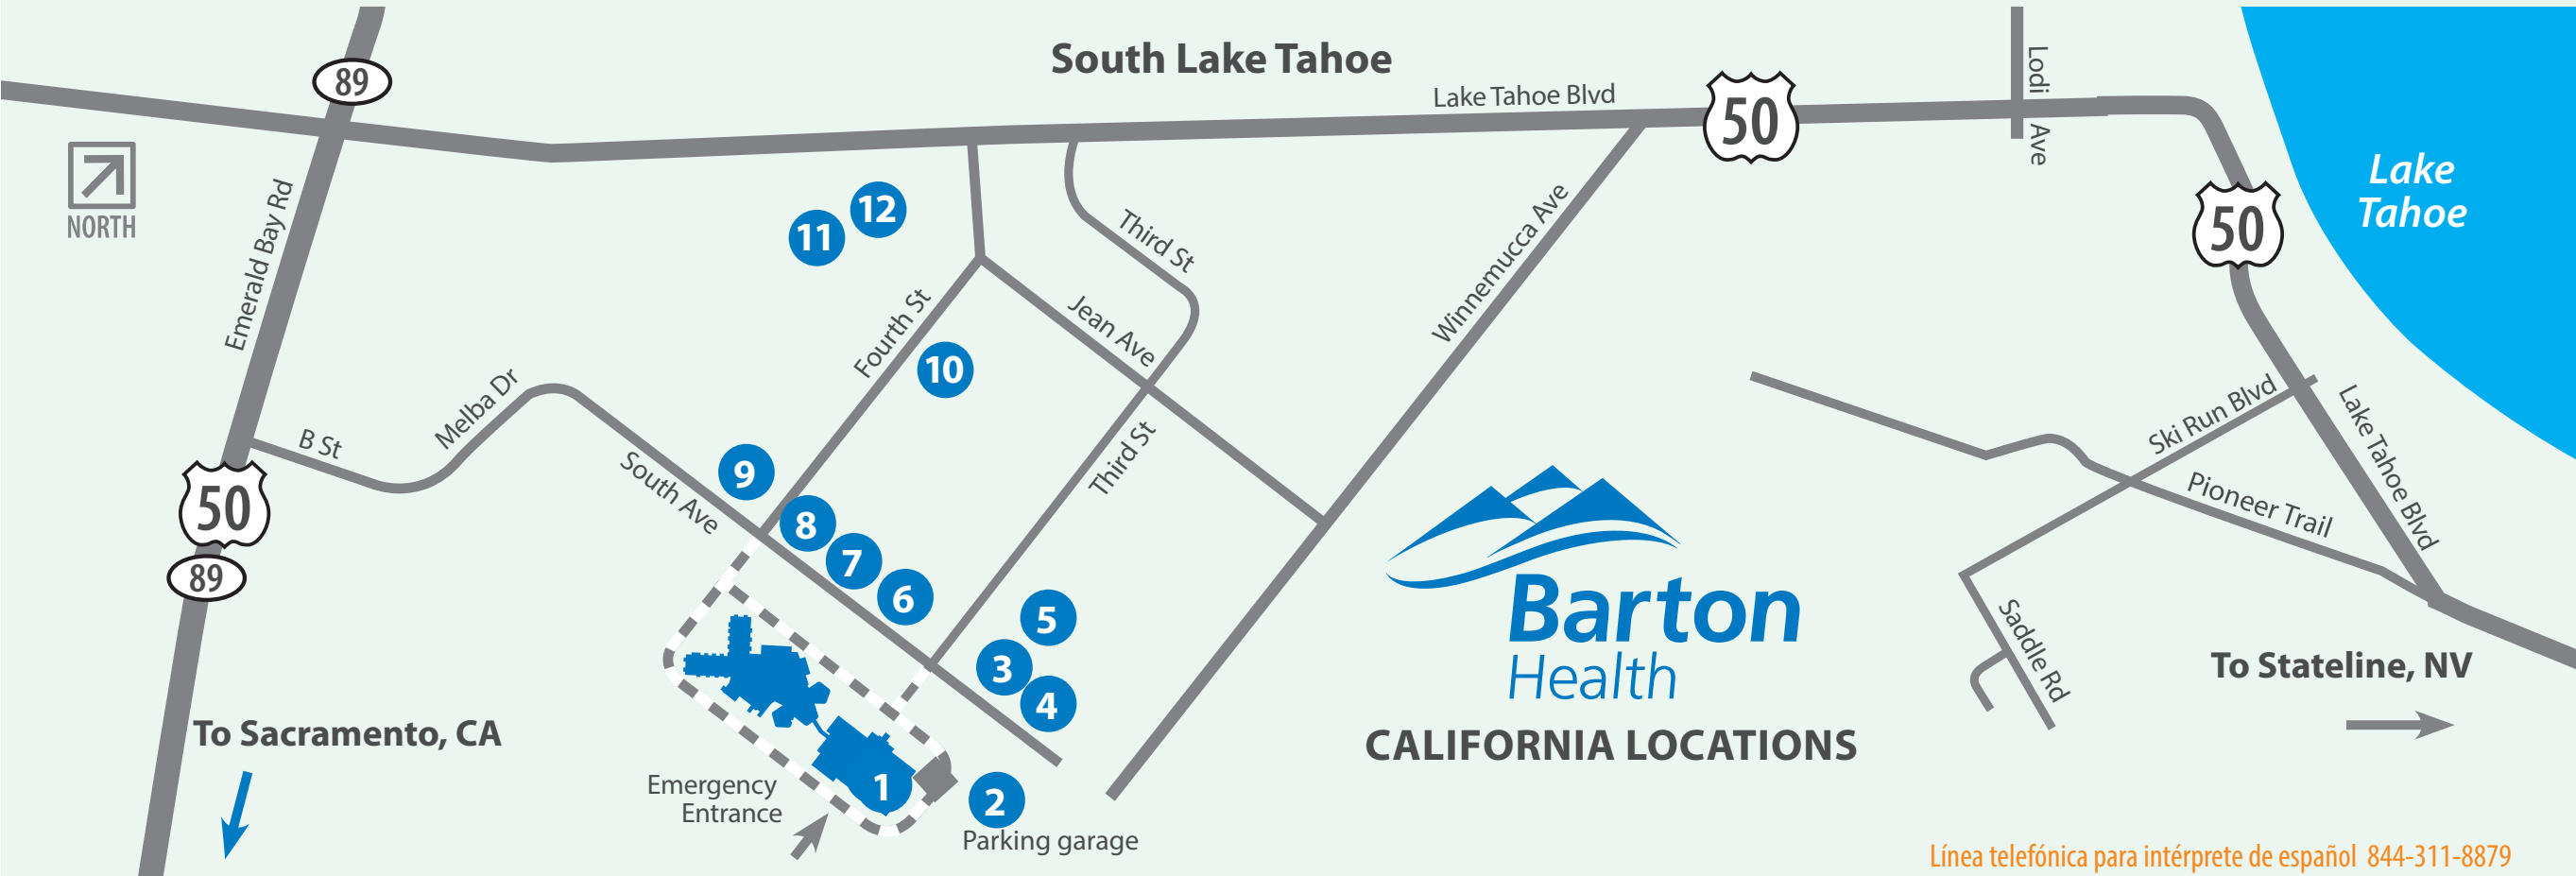 South Lake Tahoe
Lake Tahoe Blvd
89
50
Lodi
Ave
NORTH
Emerald Bay Rd
Lake
Tahoe
50
12
11
Third St
Winnemucca Ave
Fourth St
Jean Ave
10
Melba Dr
B St
South Ave
9
Third St
Ski Run Blvd
Lake Tahoe Blvd
Pioneer Trail
50
89
8
7
6
5
3
4
Barton
Health
CALIFORNIA LOCATIONS
Saddle Rd
To Stateline, NV
To Sacramento, CA
Emergency
Entrance
1
2
Parking garage
Línea telefónica para intérprete de español 844-311-8879